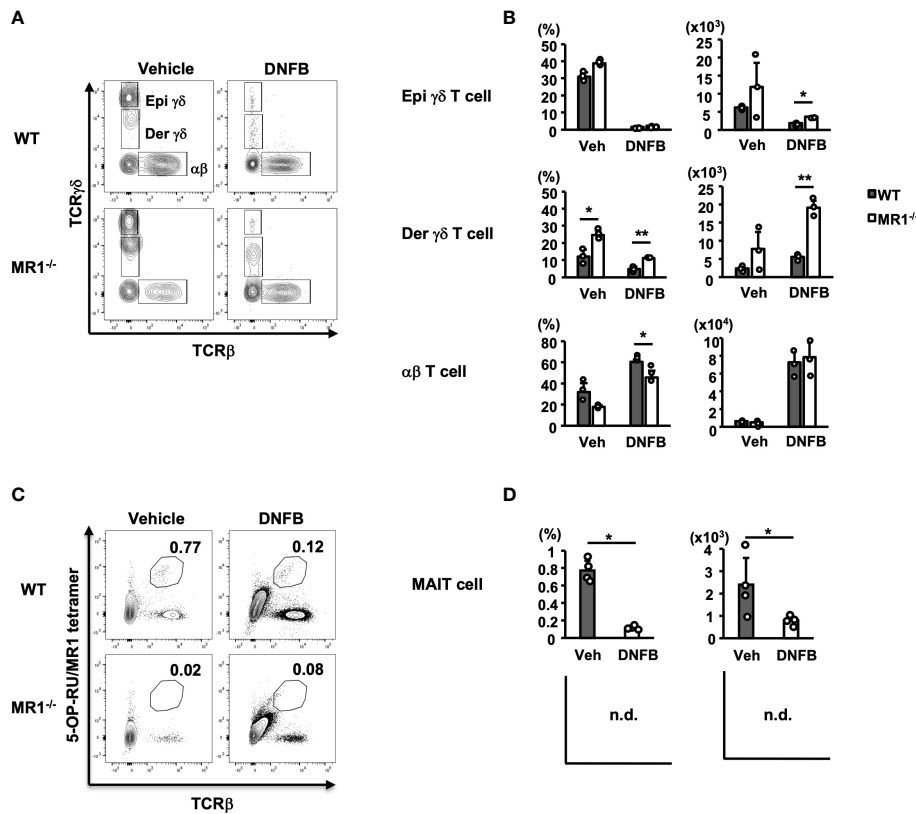 A
Vehicle
DNFB
WT
Epi γδ
Der γδ
αβ
MR1-/-
TCRγδ
TCRβ
B
(%)
(x10³)
Epi γδ T cell
50
40
30
20
10
0
Veh
DNFB
25
20
15
10
5
0
*
Veh
DNFB
(%)
(x10³)
Der γδ T cell
50
40
30
20
10
0
*
**
Veh
DNFB
25
20
15
10
5
0
**
Veh
DNFB
WT
MR1-/-
(%)
(x10⁴)
αβ T cell
80
60
40
20
0
*
Veh
DNFB
10
8
6
4
2
0
Veh
DNFB
C
Vehicle
DNFB
WT
0.77
0.12
MR1-/-
0.02
0.08
5-OP-RU/MR1 tetramer
TCRβ
D
(%)
(x10³)
MAIT cell
1
0.8
0.6
0.4
0.2
0
*
Veh
DNFB
4
3
2
1
0
*
Veh
DNFB
n.d.
n.d.